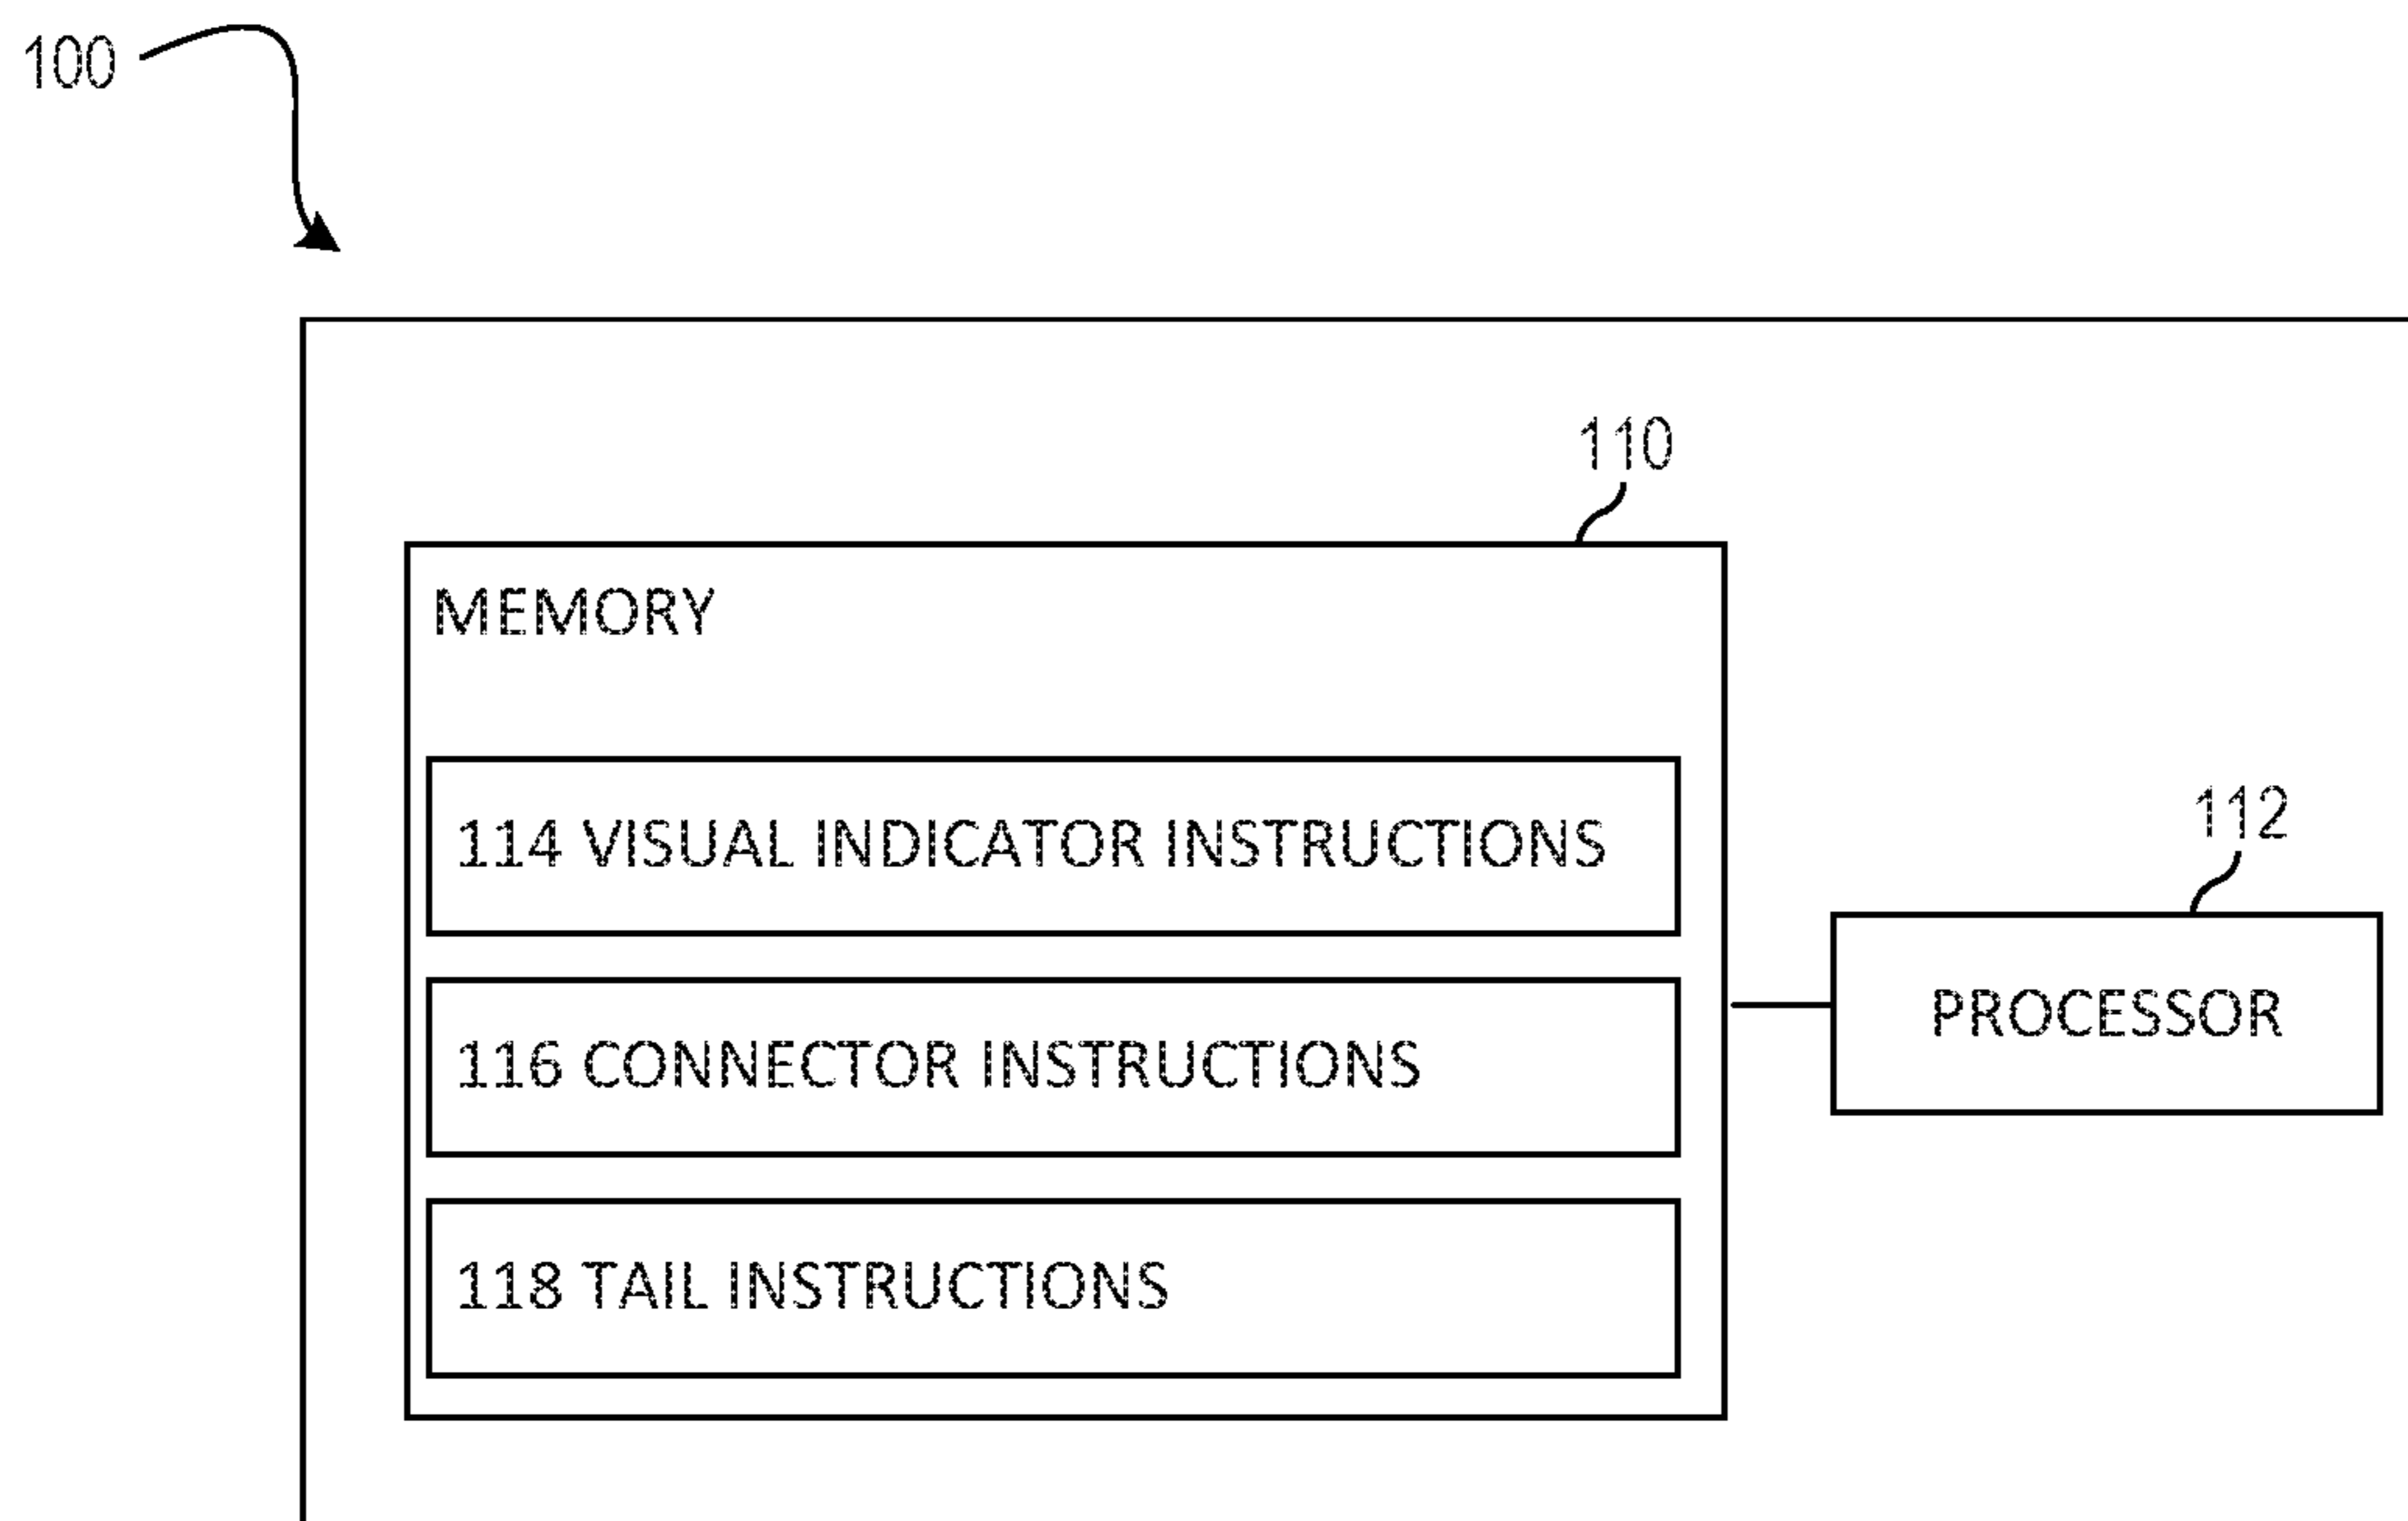 100
110
MEMORY
114 VISUAL INDICATOR INSTRUCTIONS
112
116 CONNECTOR INSTRUCTIONS
PROCESSOR
118 TAIL INSTRUCTIONS